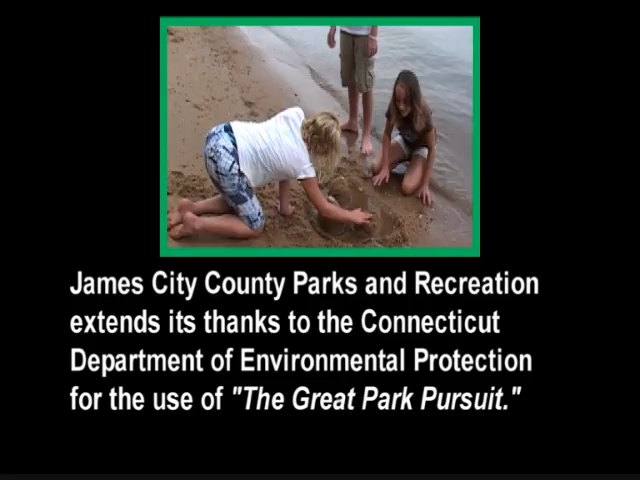 James City County Parks and Recreation
extends its thanks to the Connecticut
Department of Environmental Protection
for the use of "The Great Park Pursuit."